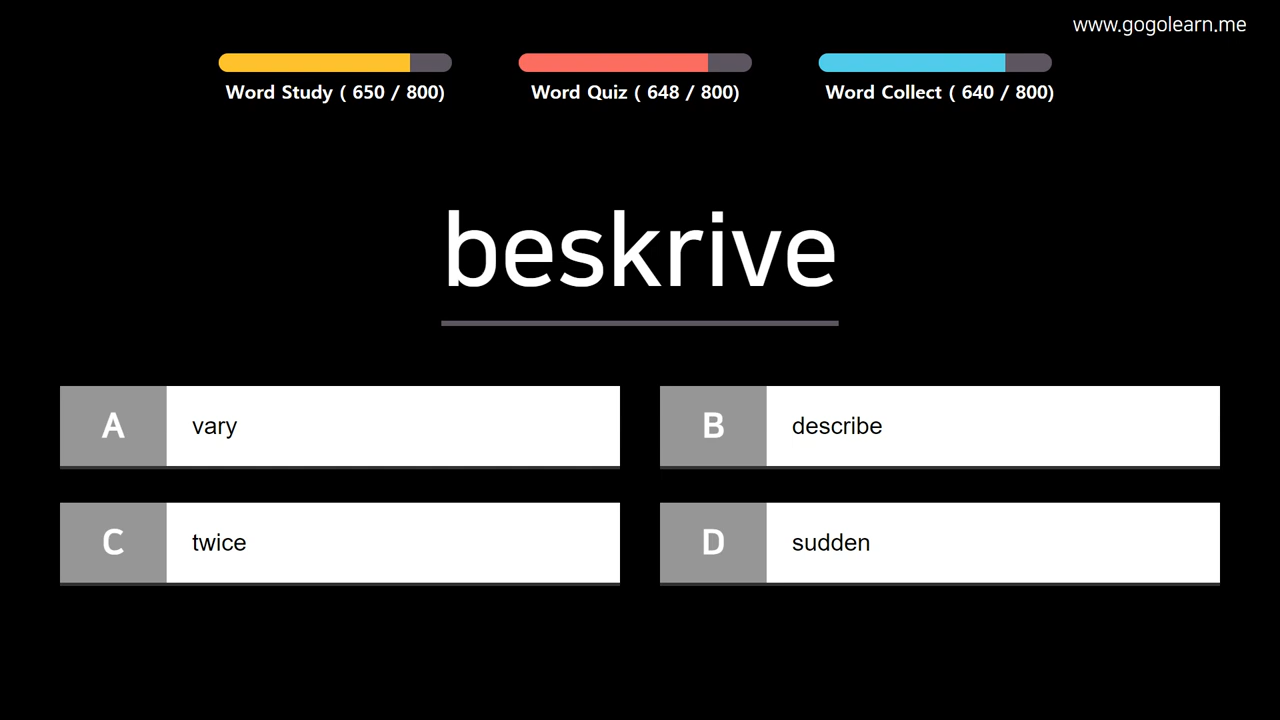 www.gogolearn.me
Word Study ( 650 / 800)
Word Quiz ( 648 / 800)
Word Collect ( 640 / 800)
beskrive
A vary
B describe
C twice
D sudden